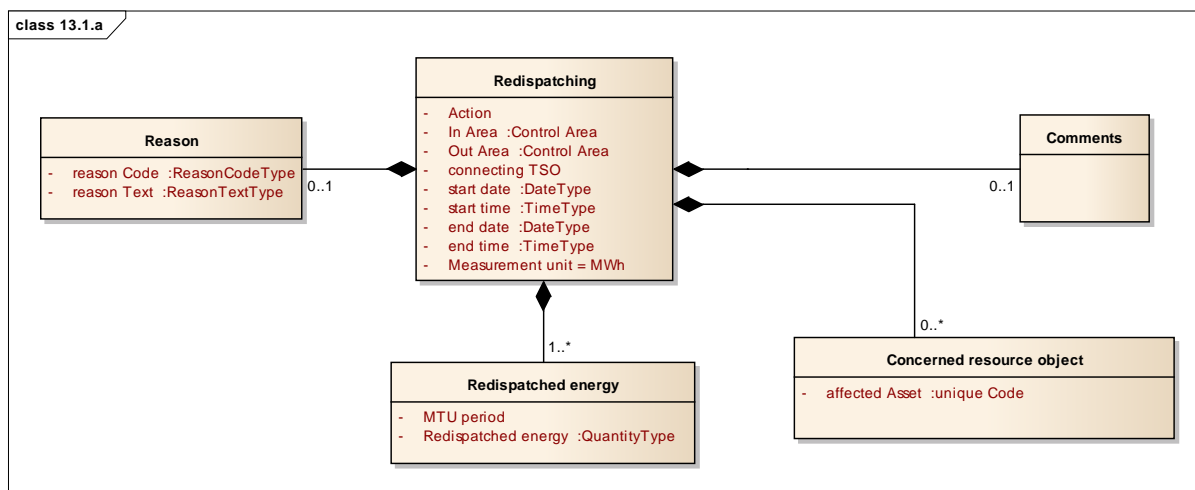 class 13.1.a
Redispatching
- Action
- In Area :Control Area
- Out Area :Control Area
- connecting TSO
- start date :DateType
- start time :TimeType
- end date :DateType
- end time :TimeType
- Measurement unit = MWh
Reason
- reason Code :ReasonCodeType
- reason Text :ReasonTextType
0..1
Comments
0..1
0..*
1..*
Redispatched energy
- MTU period
- Redispatched energy :QuantityType
Concerned resource object
- affected Asset :unique Code